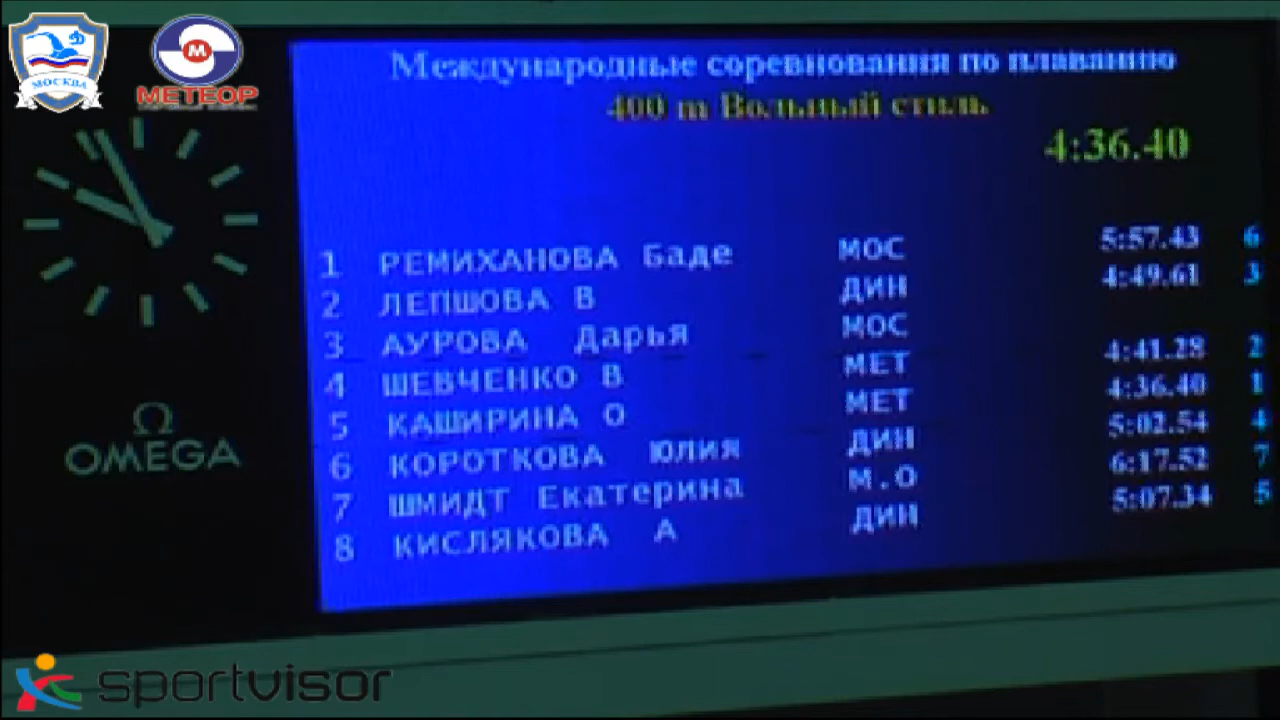 МОСКВА
М
МЕТЕОР
Международные соревнования по плаванию
400 m Вольный стиль
4:36.40
1 РЕМИХАНОВА Баде МОС 5:57.43 6
2 ЛЕПШОВА В ДИН 4:49.61 3
3 АУРОВА Дарья МОС
4 ШЕВЧЕНКО В МЕТ 4:41.28 2
5 КАШИРИНА О МЕТ 4:36.40 1
6 КОРОТКОВА ЮЛИЯ ДИН 5:02.54 4
7 ШМИДТ Екатерина М.О 6:17.52 7
8 КИСЛЯКОВА А ДИН 5:07.34 5
Ω
OMEGA
sportvisor